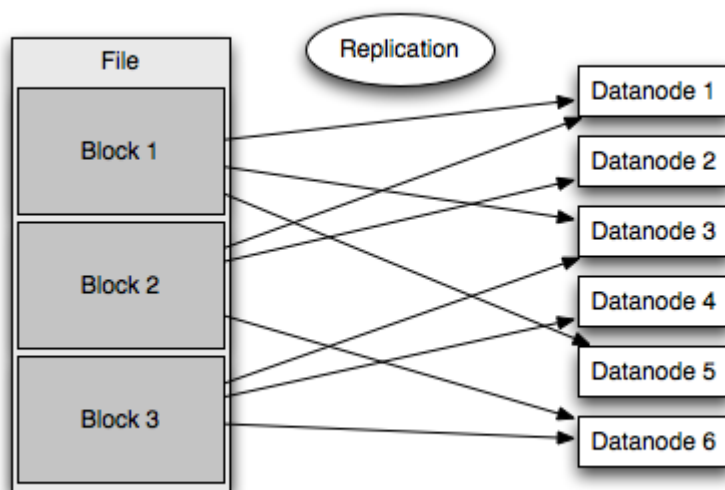 File
Replication
Block 1
Block 2
Block 3
Datanode 1
Datanode 2
Datanode 3
Datanode 4
Datanode 5
Datanode 6